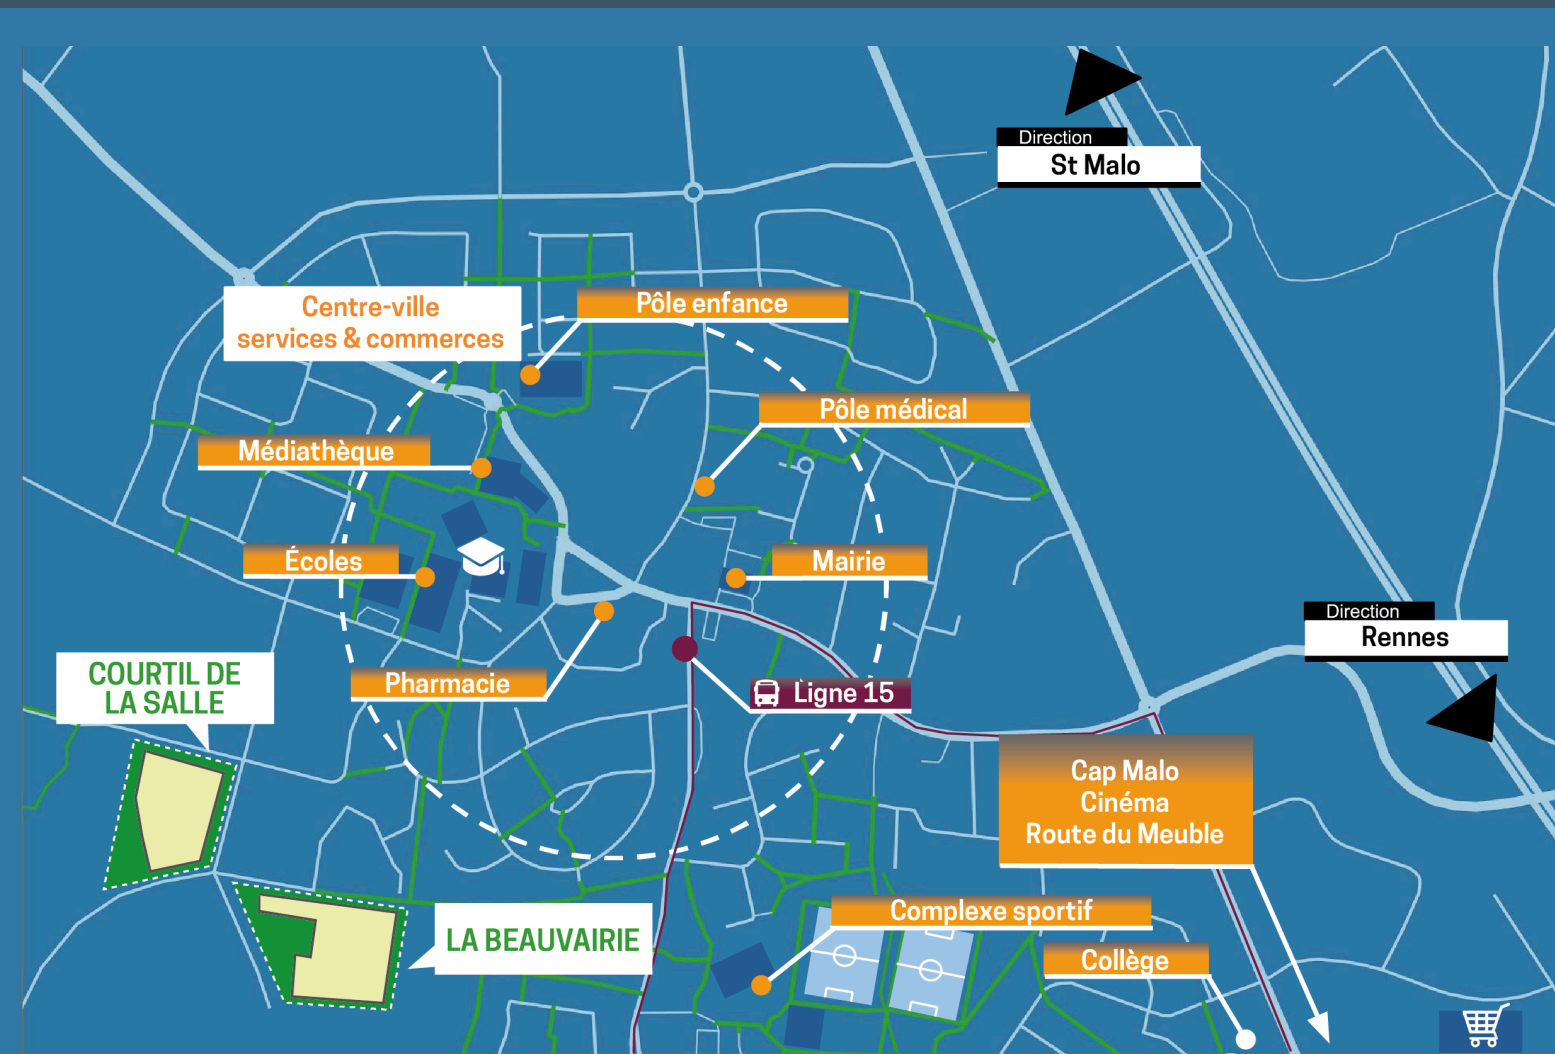 Direction
St Malo
Centre-ville
services & commerces
Pôle enfance
Pôle médical
Médiathèque
Écoles
Mairie
Direction
Rennes
COURTIL DE
LA SALLE
Pharmacie
Ligne 15
Cap Malo
Cinéma
Route du Meuble
Complexe sportif
LA BEAUVAIRIE
Collège